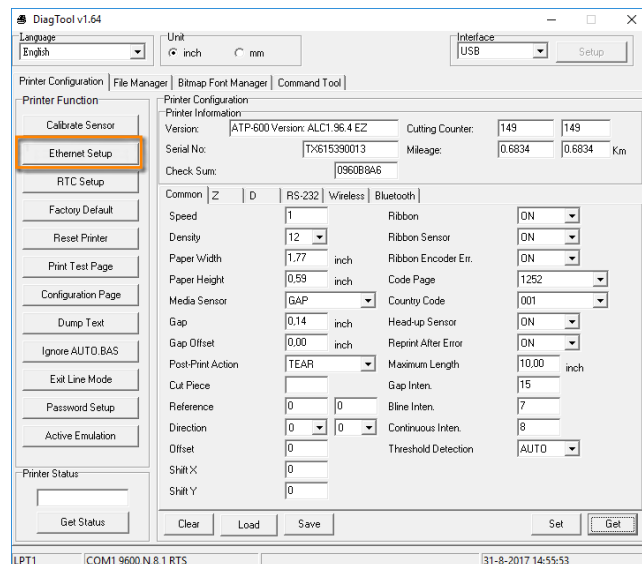 DiagTool v1.64
Language
English
Unit
inch
mm
Interface
USB
Setup
Printer Configuration
File Manager
Bitmap Font Manager
Command Tool
Printer Function
Calibrate Sensor
Ethernet Setup
RTC Setup
Factory Default
Reset Printer
Print Test Page
Configuration Page
Dump Text
Ignore AUTO.BAS
Exit Line Mode
Password Setup
Active Emulation
Printer Status
Get Status
Printer Configuration
Printer Information
Version: ATP-600 Version: ALC1.96.4 EZ
Cutting Counter: 149 149
Serial No: TX615390013
Mileage: 0.6834 0.6834 Km
Check Sum: 0960B8A6
Common Z D RS-232 Wireless Bluetooth
Speed 1
Ribbon ON
Density 12
Ribbon Sensor ON
Paper Width 1,77 inch
Ribbon Encoder Err. ON
Paper Height 0,59 inch
Code Page 1252
Media Sensor GAP
Country Code 001
Gap 0,14 inch
Head-up Sensor ON
Gap Offset 0,00 inch
Reprint After Error ON
Post-Print Action TEAR
Maximum Length 10,00 inch
Cut Piece
Gap Inten. 15
Reference 0 0
Bline Inten. 7
Direction 0 0
Continuous Inten. 8
Offset 0
Threshold Detection AUTO
Shift X 0
Shift Y 0
Clear
Load
Save
Set
Get
LPT1
COM1 9600,N,8,1 RTS
31-8-2017 14:55:53